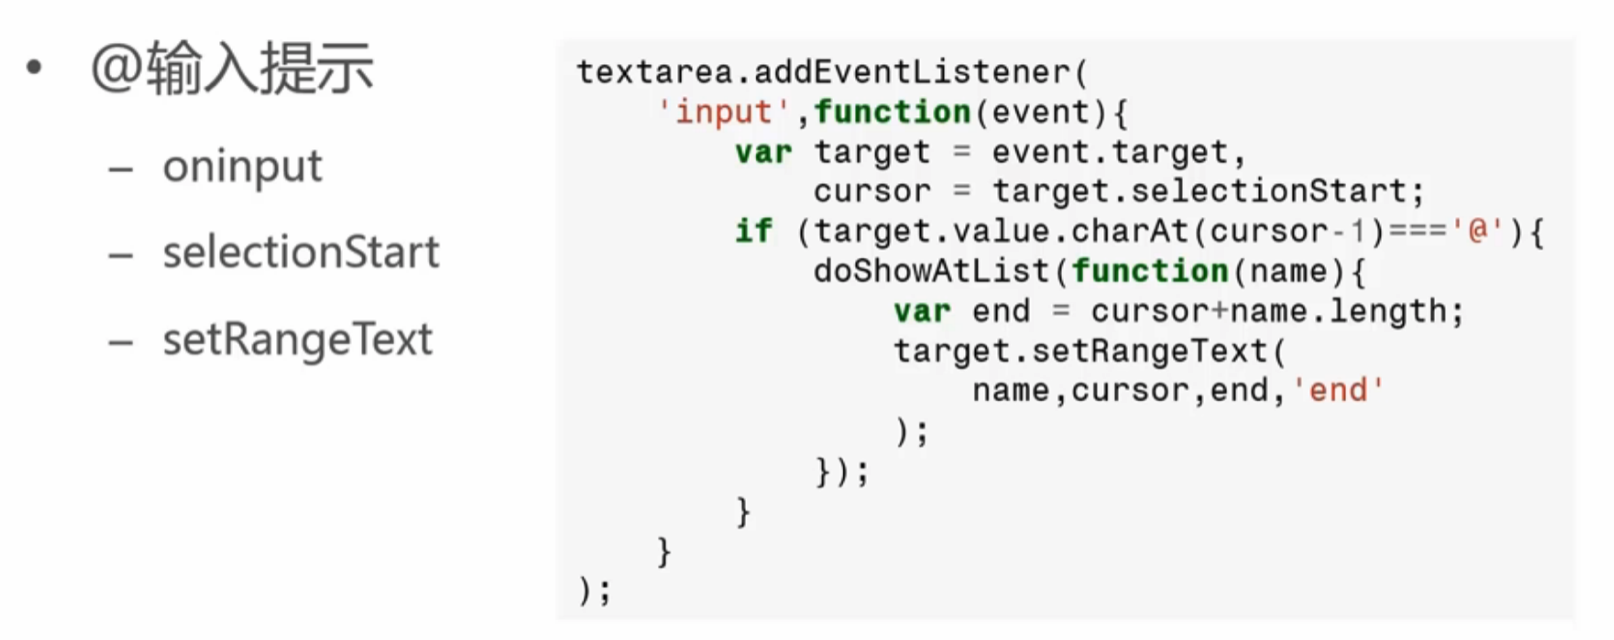 • @输入提示
– oninput
– selectionStart
– setRangeText
textarea.addEventListener(
    'input',function(event){
        var target = event.target,
            cursor = target.selectionStart;
        if (target.value.charAt(cursor-1)==='@'){
            doShowAtList(function(name){
                var end = cursor+name.length;
                target.setRangeText(
                    name,cursor,end,'end'
                );
            });
        }
    }
);